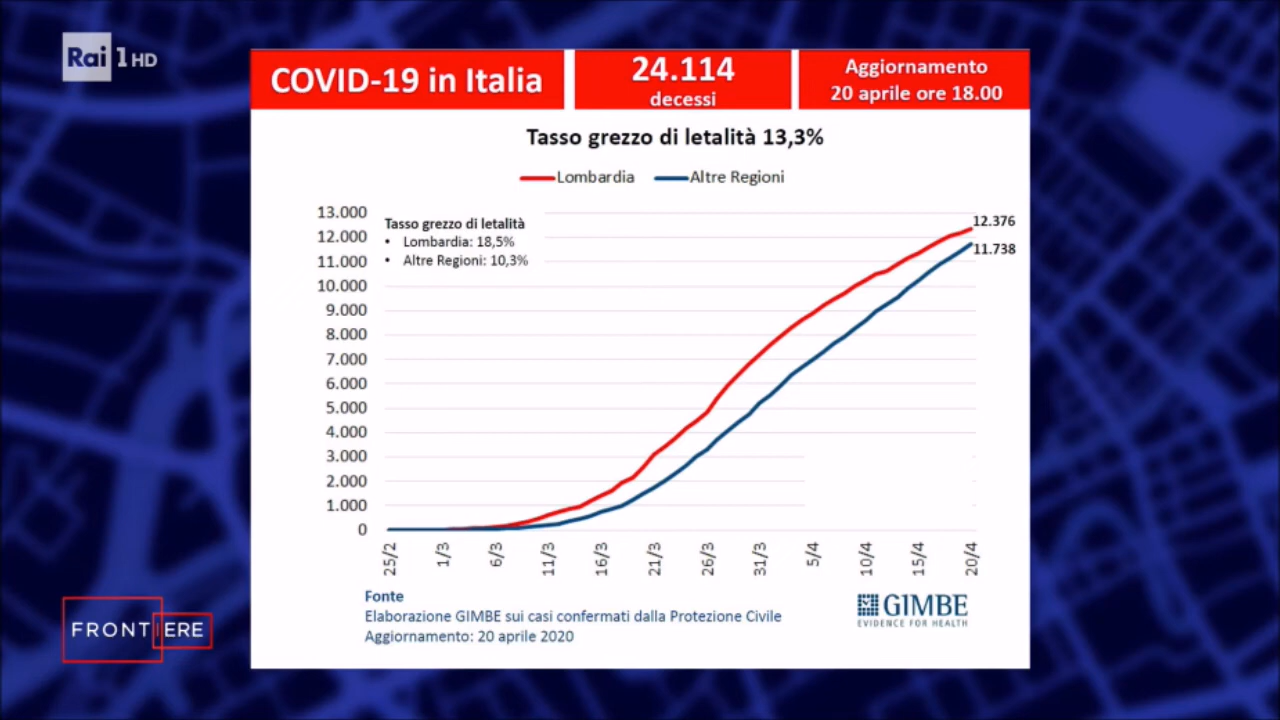 Rai 1 HD
COVID-19 in Italia
24.114
decessi
Aggiornamento
20 aprile ore 18.00
Tasso grezzo di letalità 13,3%
Lombardia
Altre Regioni
13.000
12.000
11.000
10.000
9.000
8.000
7.000
6.000
5.000
4.000
3.000
2.000
1.000
0
Tasso grezzo di letalità
• Lombardia: 18,5%
• Altre Regioni: 10,3%
12.376
11.738
25/2
1/3
6/3
11/3
16/3
21/3
26/3
31/3
5/4
10/4
15/4
20/4
Fonte
Elaborazione GIMBE sui casi confermati dalla Protezione Civile
Aggiornamento: 20 aprile 2020
GIMBE
EVIDENCE FOR HEALTH
FRONTIERE